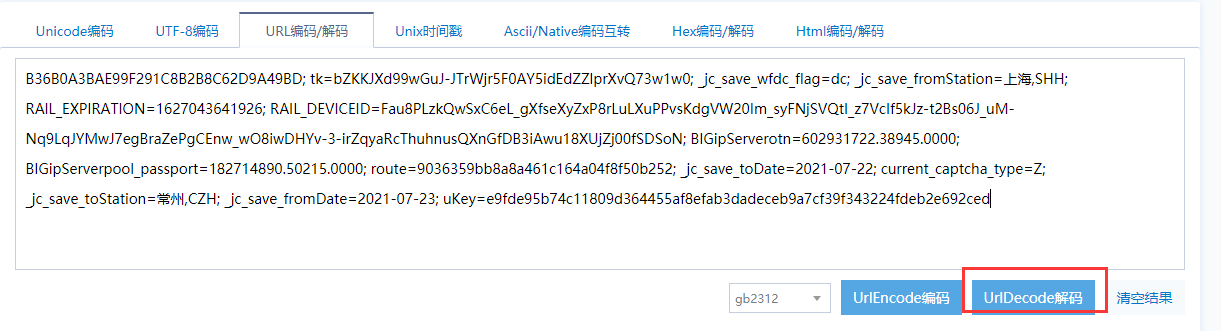 Unicode编码 UTF-8编码 URL编码/解码 Unix时间戳 Ascii/Native编码互转 Hex编码/解码 Html编码/解码
B36B0A3BAE99F291C8B2B8C62D9A49BD; tk=bZKKJXd99wGuJ-JTrWjr5F0AY5idEdZZIprXvQ73w1w0; _jc_save_wfdc_flag=dc; _jc_save_fromStation=上海,SHH;
RAIL_EXPIRATION=1627043641926; RAIL_DEVICEID=Fau8PLzkQwSxC6eL_gXfseXyZxP8rLuLXuPPvsKdgVW20lm_syFNjSVQtI_z7VcIf5kJz-t2Bs06J_uM-
Nq9LqJYMwJ7egBraZePgCEnw_wO8iwDHYv-3-irZqyaRcThuhnusQXnGfDB3iAwu18XUjZj00fSDSoN; BIGipServerotn=602931722.38945.0000;
BIGipServerpool_passport=182714890.50215.0000; route=9036359bb8a8a461c164a04f8f50b252; _jc_save_toDate=2021-07-22; current_captcha_type=Z;
_jc_save_toStation=常州,CZH; _jc_save_fromDate=2021-07-23; uKey=e9fde95b74c11809d364455af8efab3dadeceb9a7cf39f343224fdeb2e692ced
gb2312 UrlEncode编码 UrlDecode解码 清空结果